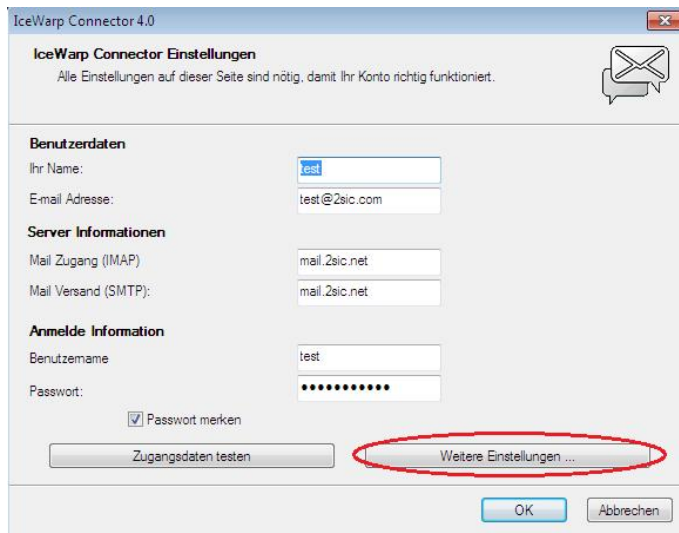 IceWarp Connector 4.0
IceWarp Connector Einstellungen
Alle Einstellungen auf dieser Seite sind nötig, damit Ihr Konto richtig funktioniert.
Benutzerdaten
Ihr Name:
test
E-mail Adresse:
test@2sic.com
Server Informationen
Mail Zugang (IMAP)
mail.2sic.net
Mail Versand (SMTP):
mail.2sic.net
Anmelde Information
Benutzername
test
Passwort:
Passwort merken
Zugangsdaten testen
Weitere Einstellungen ...
OK
Abbrechen